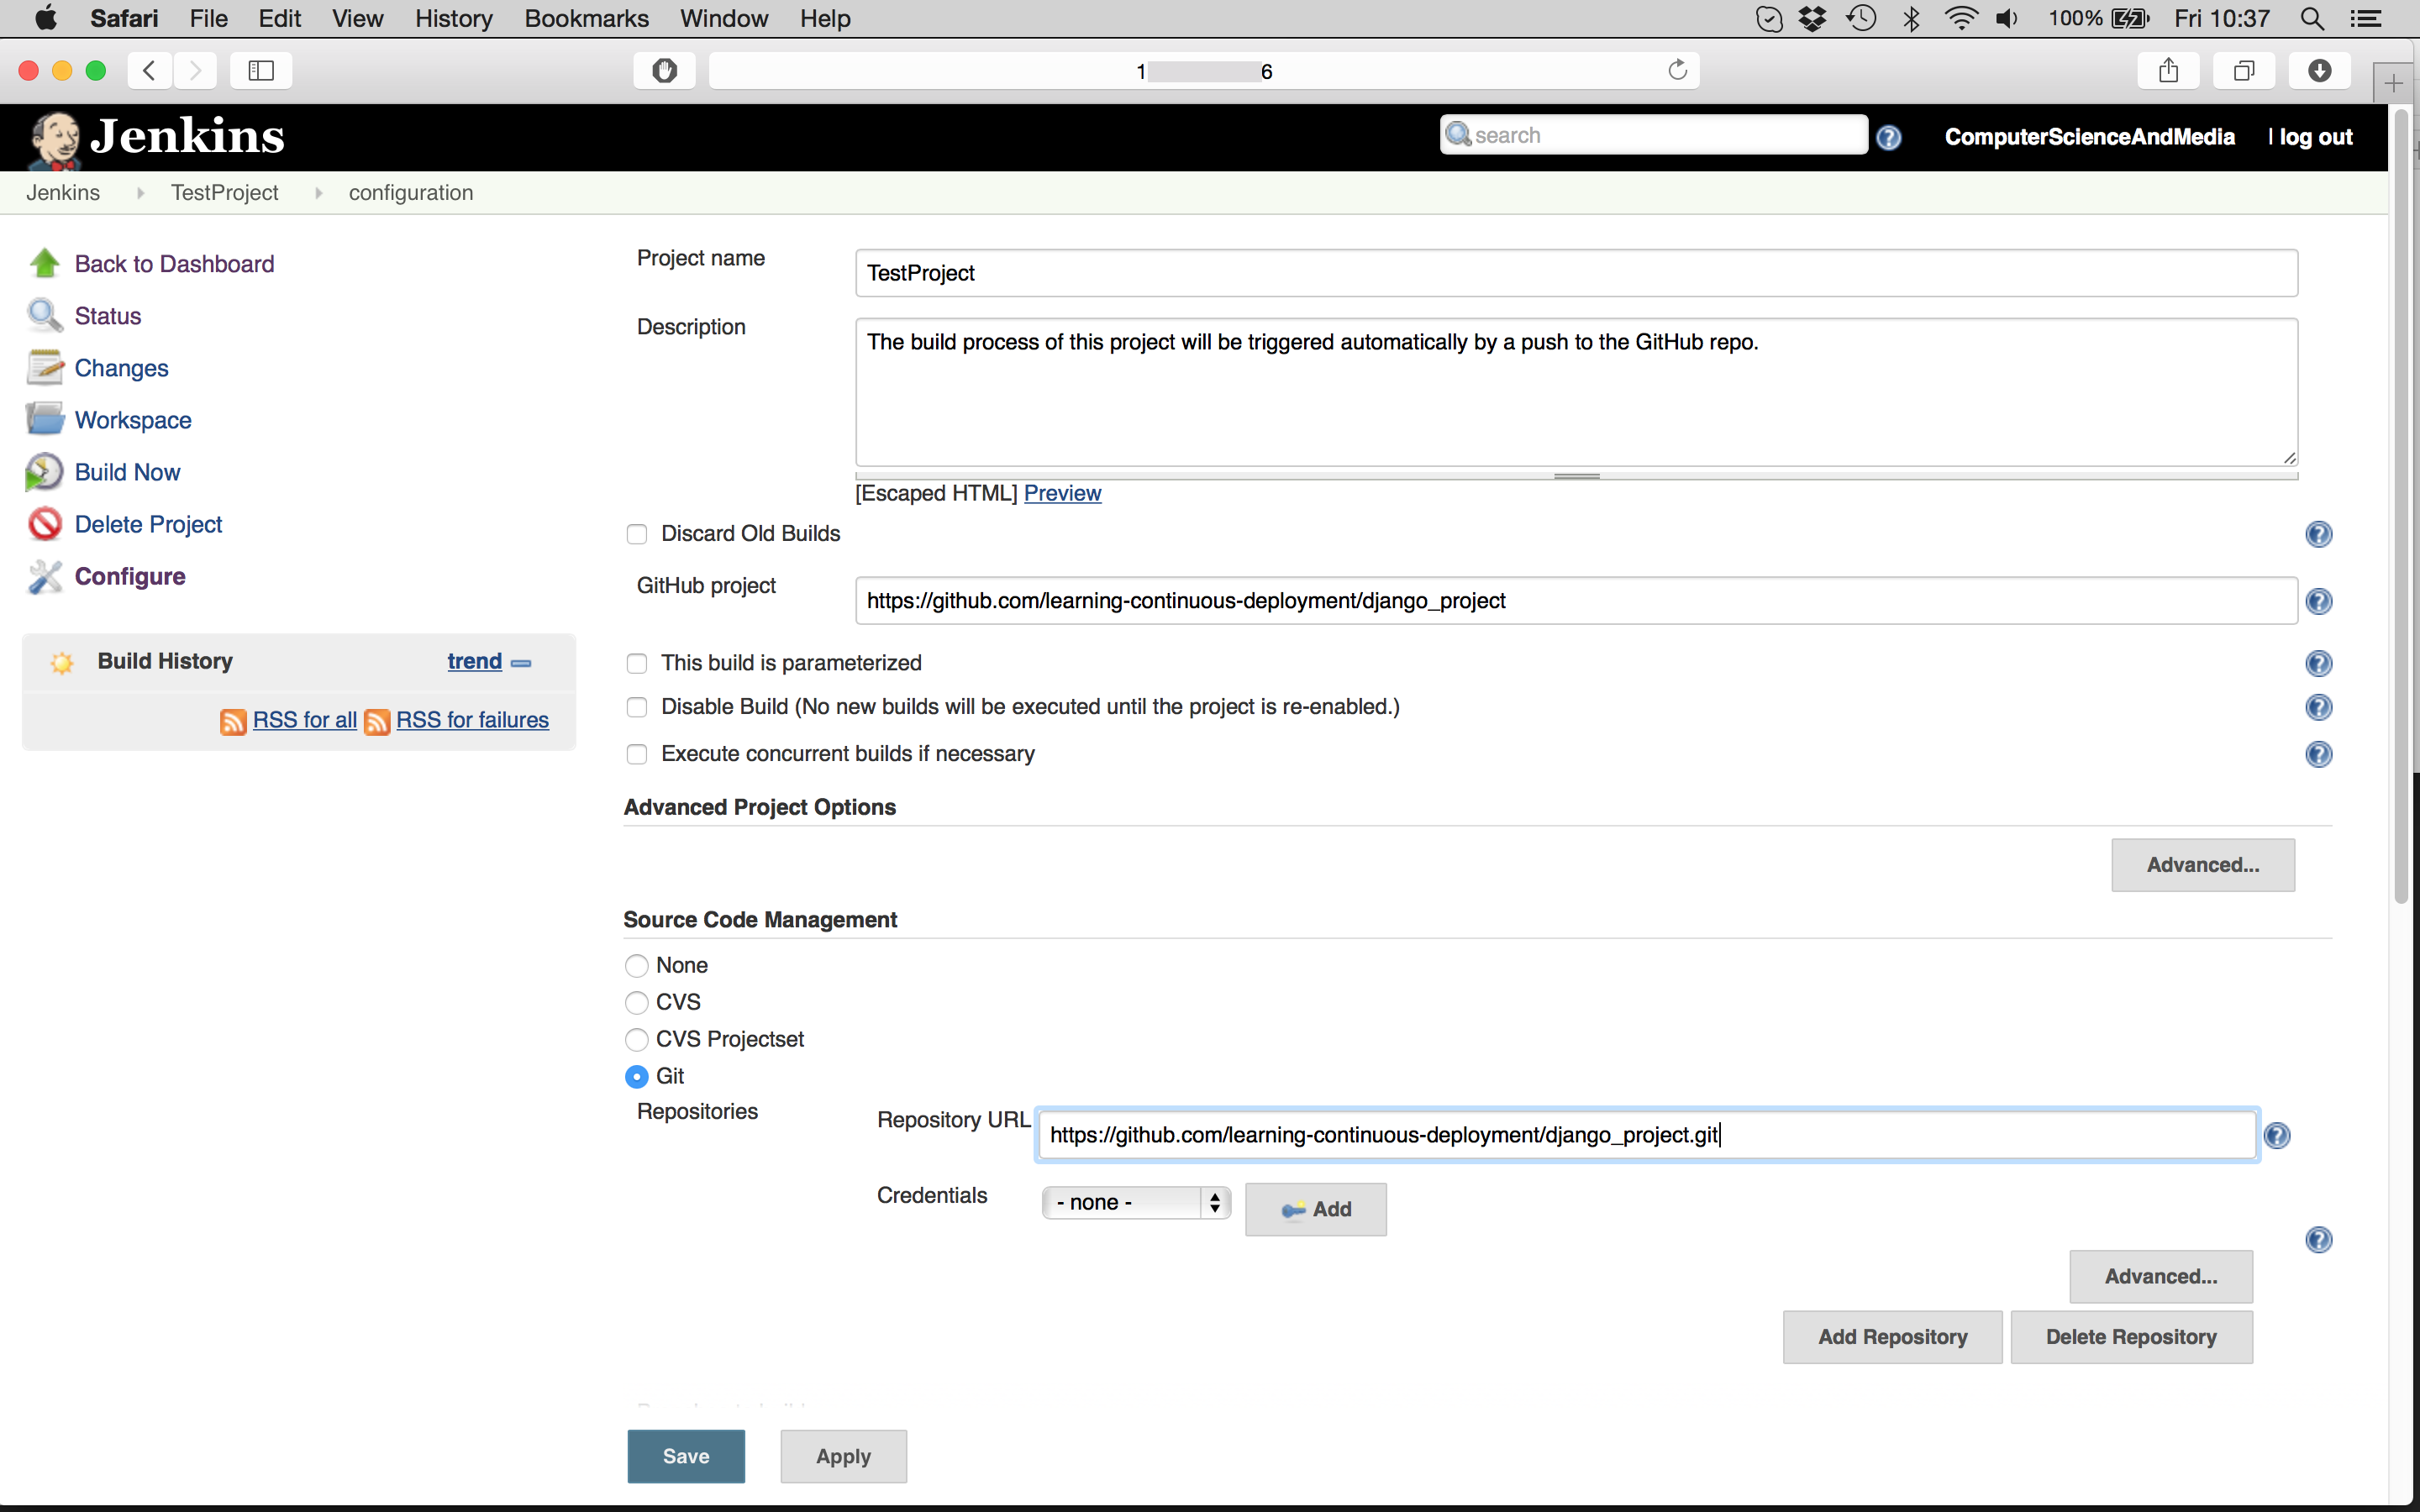 Safari File Edit View History Bookmarks Window Help 100% Fri 10:37
1 6
Jenkins search ComputerScienceAndMedia | log out
Jenkins TestProject configuration
Back to Dashboard
Status
Changes
Workspace
Build Now
Delete Project
Configure
Build History trend
RSS for all RSS for failures
Project name TestProject
Description The build process of this project will be triggered automatically by a push to the GitHub repo.
[Escaped HTML] Preview
Discard Old Builds
GitHub project https://github.com/learning-continuous-deployment/django_project
This build is parameterized
Disable Build (No new builds will be executed until the project is re-enabled.)
Execute concurrent builds if necessary
Advanced Project Options
Advanced...
Source Code Management
None
CVS
CVS Projectset
Git
Repositories Repository URL https://github.com/learning-continuous-deployment/django_project.git
Credentials - none - Add
Advanced...
Add Repository Delete Repository
Save Apply